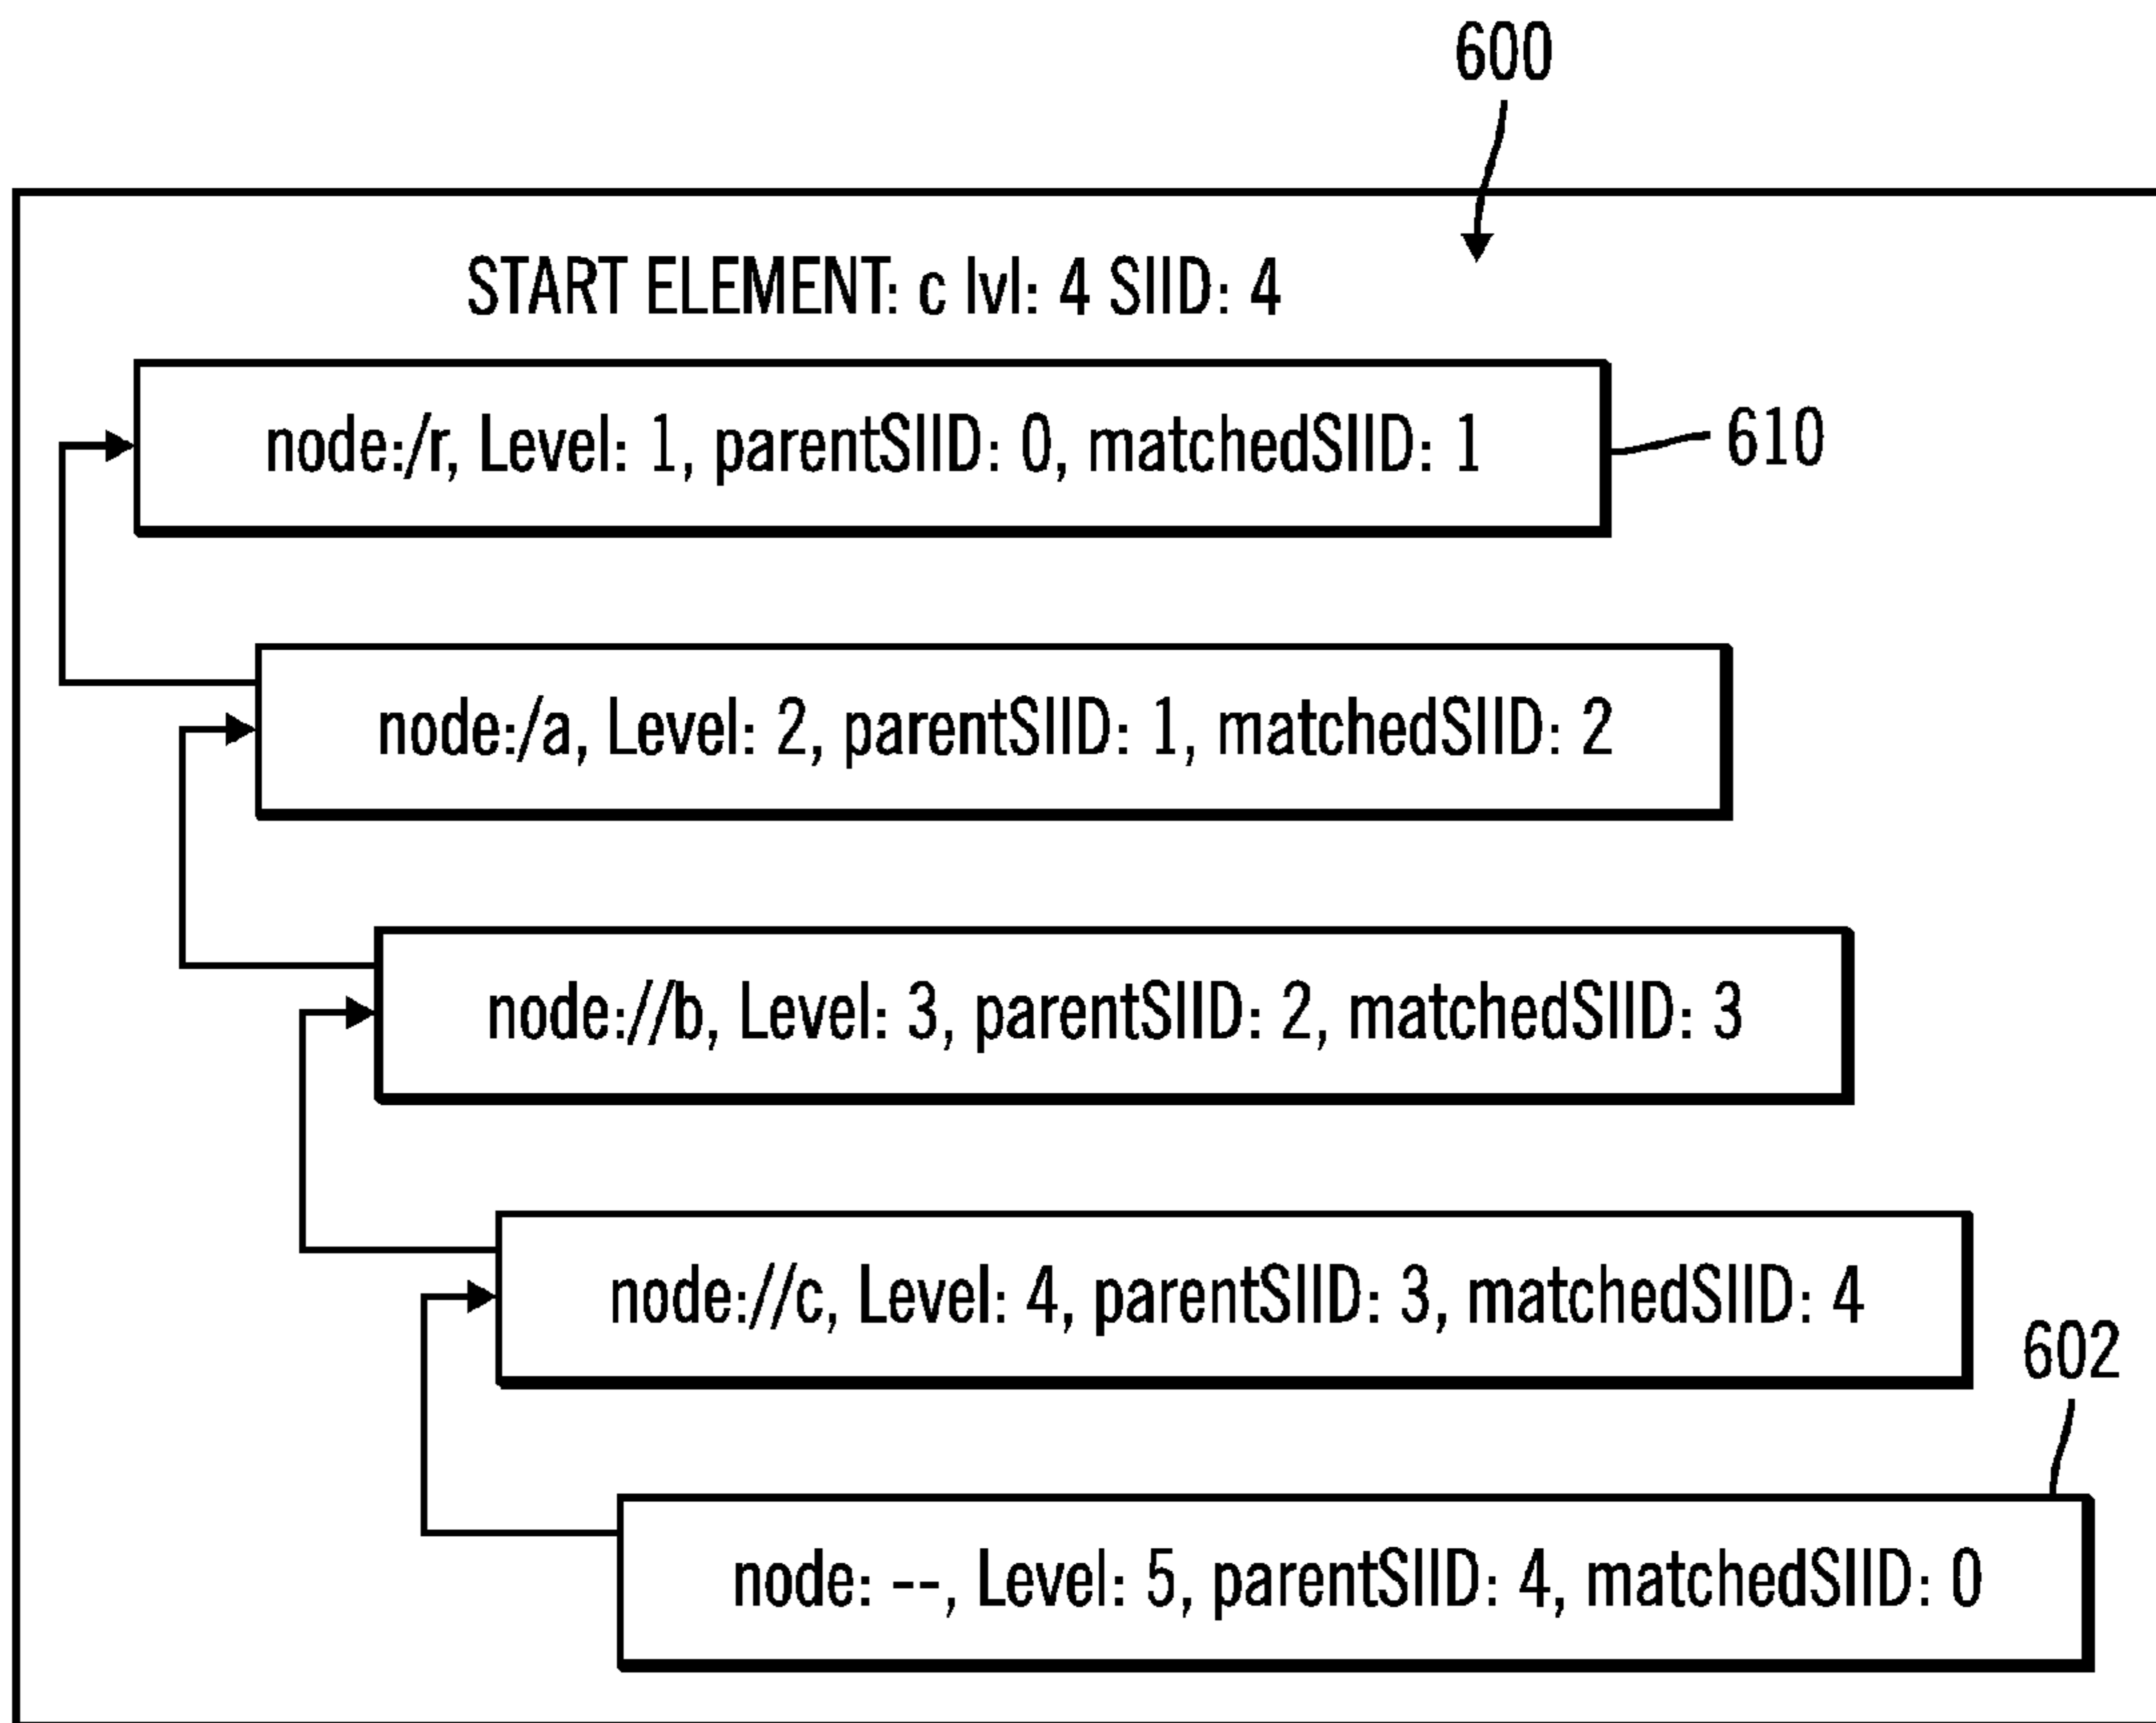 600
START ELEMENT: c lvl: 4 SIID: 4
node:/r, Level: 1, parentSIID: 0, matchedSIID: 1
610
node:/a, Level: 2, parentSIID: 1, matchedSIID: 2
node://b, Level: 3, parentSIID: 2, matchedSIID: 3
node://c, Level: 4, parentSIID: 3, matchedSIID: 4
602
node: --, Level: 5, parentSIID: 4, matchedSIID: 0